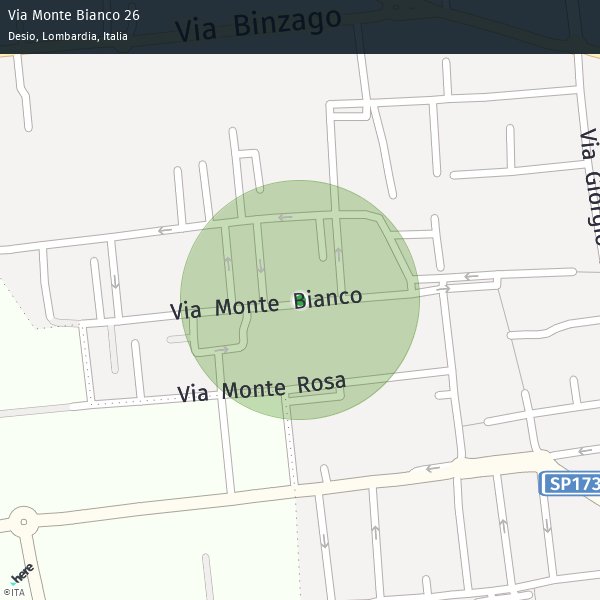 Via Monte Bianco 26
Desio, Lombardia, Italia
Via Binzago
Via Giorgio
Via Monte Bianco
Via Monte Rosa
SP173
here
©ITA